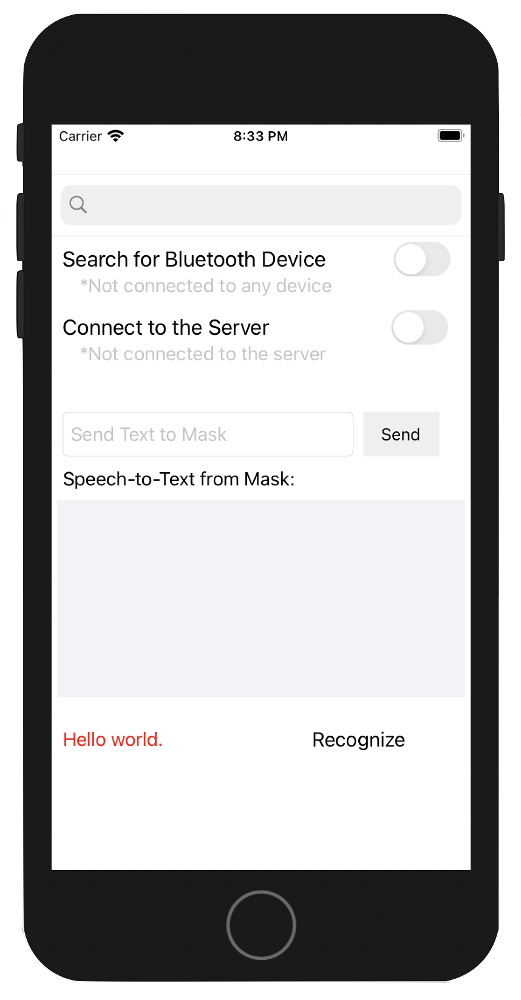 Carrier 8:33 PM
Search for Bluetooth Device
*Not connected to any device
Connect to the Server
*Not connected to the server
Send Text to Mask Send
Speech-to-Text from Mask:
Hello world. Recognize